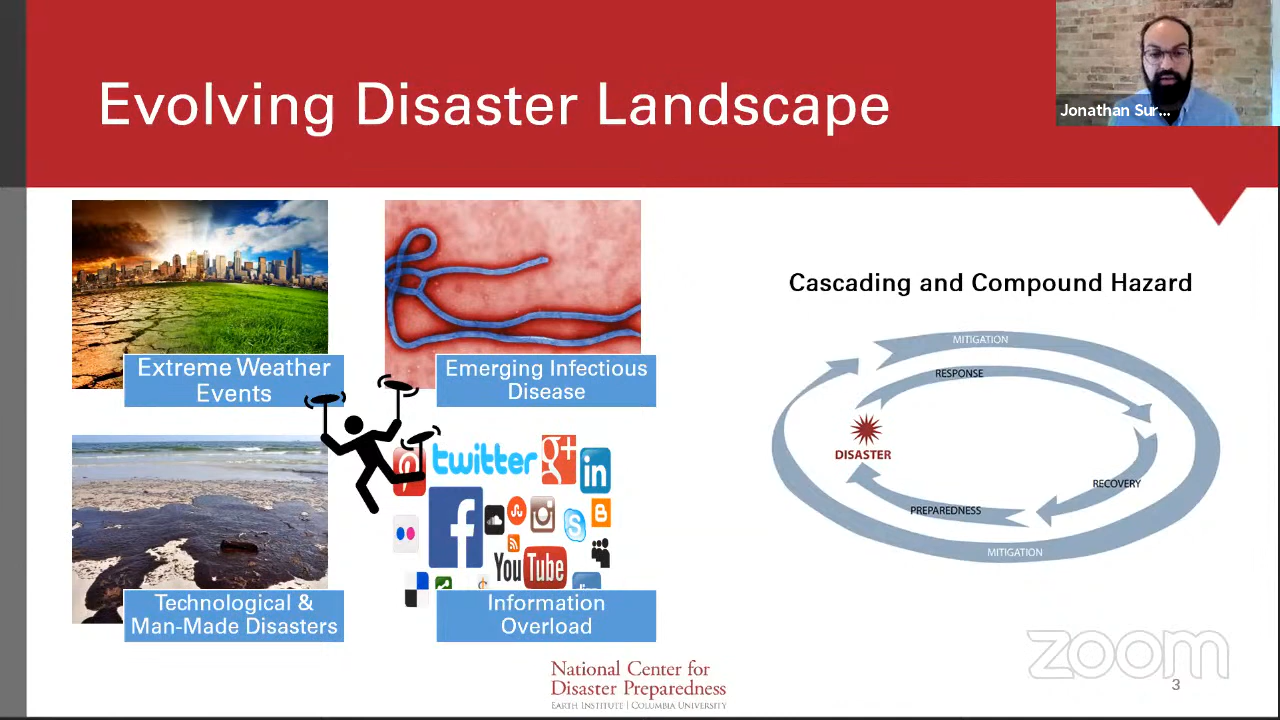 Evolving Disaster Landscape
Jonathan Sur...
Extreme Weather
Events
Emerging Infectious
Disease
twitter
g+
in
f
You Tube
Technological &
Man-Made Disasters
Information
Overload
Cascading and Compound Hazard
MITIGATION
RESPONSE
DISASTER
RECOVERY
PREPAREDNESS
MITIGATION
National Center for
Disaster Preparedness
EARTH INSTITUTE | COLUMBIA UNIVERSITY
zoom
3